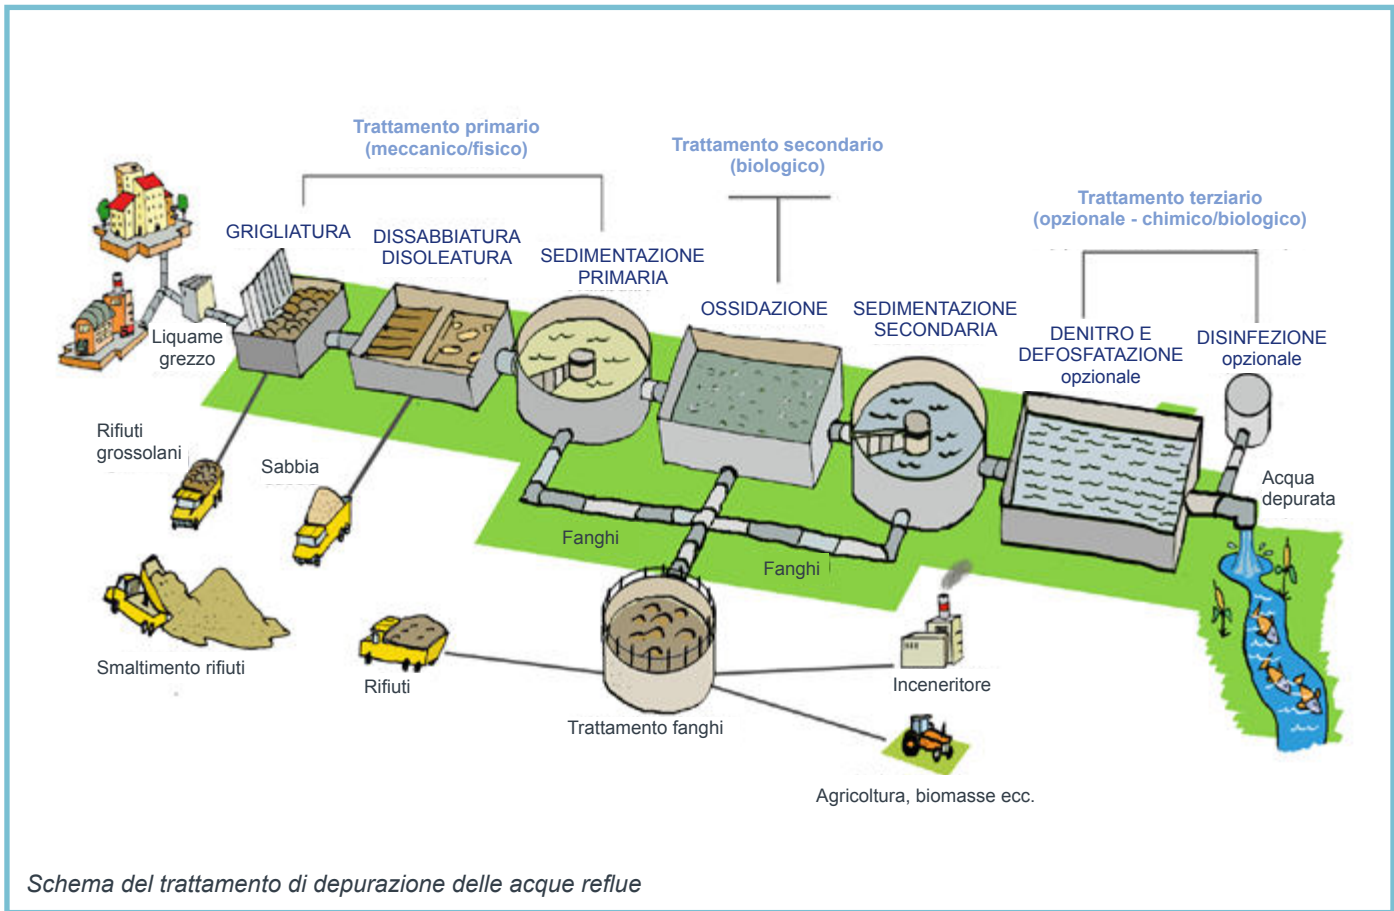 Trattamento primario
(meccanico/fisico)
Trattamento secondario
(biologico)
Trattamento terziario
(opzionale - chimico/biologico)
GRIGLIATURA
DISSABBIATURA
DISOLEATURA
SEDIMENTAZIONE
PRIMARIA
OSSIDAZIONE
SEDIMENTAZIONE
SECONDARIA
DENITRO E
DEFOSFATAZIONE
opzionale
DISINFEZIONE
opzionale
Liquame
grezzo
Rifiuti
grossolani
Sabbia
Acqua
depurata
Fanghi
Fanghi
Smaltimento rifiuti
Rifiuti
Trattamento fanghi
Inceneritore
Agricoltura, biomasse ecc.
Schema del trattamento di depurazione delle acque reflue